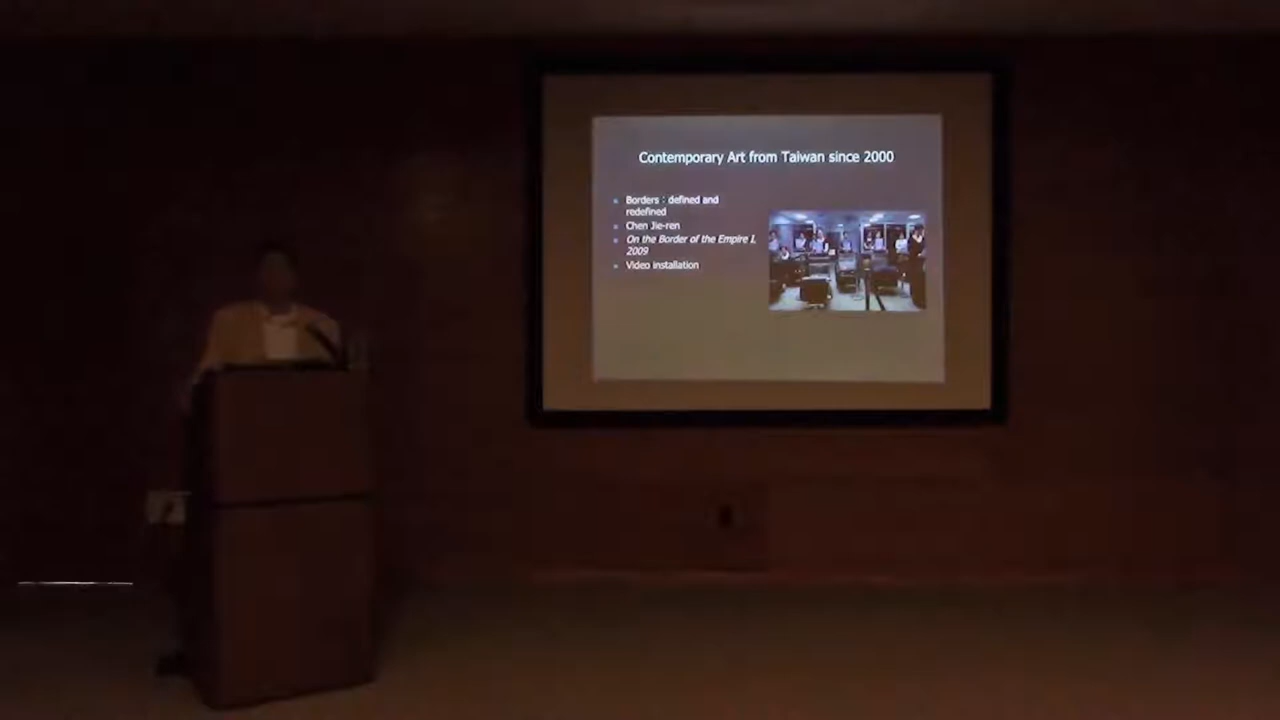 Contemporary Art from Taiwan since 2000
Borders : defined and
redefined
Chen Jie-ren
On the Border of the Empire I,
2009
Video installation